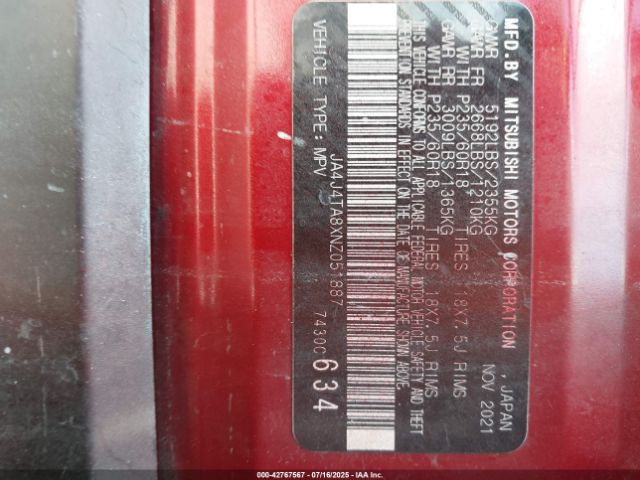 MFD.BY MITSUBISHI MOTORS CORPORATION , JAPAN
GVWR 5192LBS/2355KG NOV 2021
GAWR FR 2668LBS/1210KG
WITH P235/60R18 TIRES 18X7.5J RIMS
GAWR RR 3009LBS/1365KG
WITH P235/60R18 TIRES 18X7.5J RIMS
THIS VEHICLE CONFORMS TO ALL APPLICABLE FEDERAL MOTOR VEHICLE SAFETY AND THEFT
PREVENTION STANDARDS IN EFFECT ON THE DATE OF MANUFACTURE SHOWN ABOVE.
JA4J4TA8XNZ051887 7430C 634
VEHICLE TYPE: MPV
000-42767567 07/16/2025 IAA Inc.